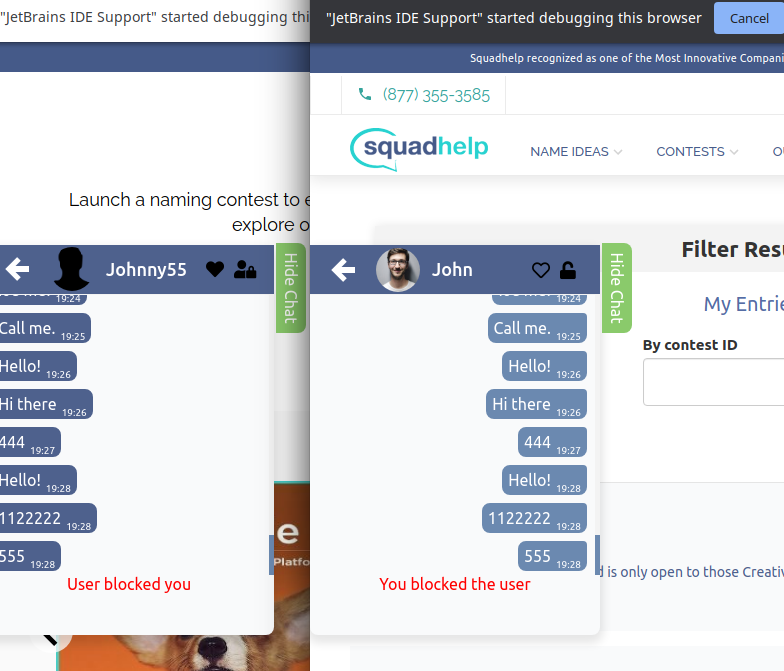 "JetBrains IDE Support" started debugging thi
Launch a naming contest to e
explore o
Johnny55
Hide Chat
19:24
Call me. 19:25
Hello! 19:26
Hi there 19:26
444 19:27
Hello! 19:28
1122222 19:28
555 19:28
User blocked you
e
Platfo
"JetBrains IDE Support" started debugging this browser
Cancel
Squadhelp recognized as one of the Most Innovative Compani
(877) 355-3585
squadhelp
NAME IDEAS
CONTESTS
Filter Resu
My Entrie
By contest ID
John
Hide Chat
19:24
Call me. 19:25
Hello! 19:26
Hi there 19:26
444 19:27
Hello! 19:28
1122222 19:28
555 19:28
You blocked the user
d is only open to those Creativ